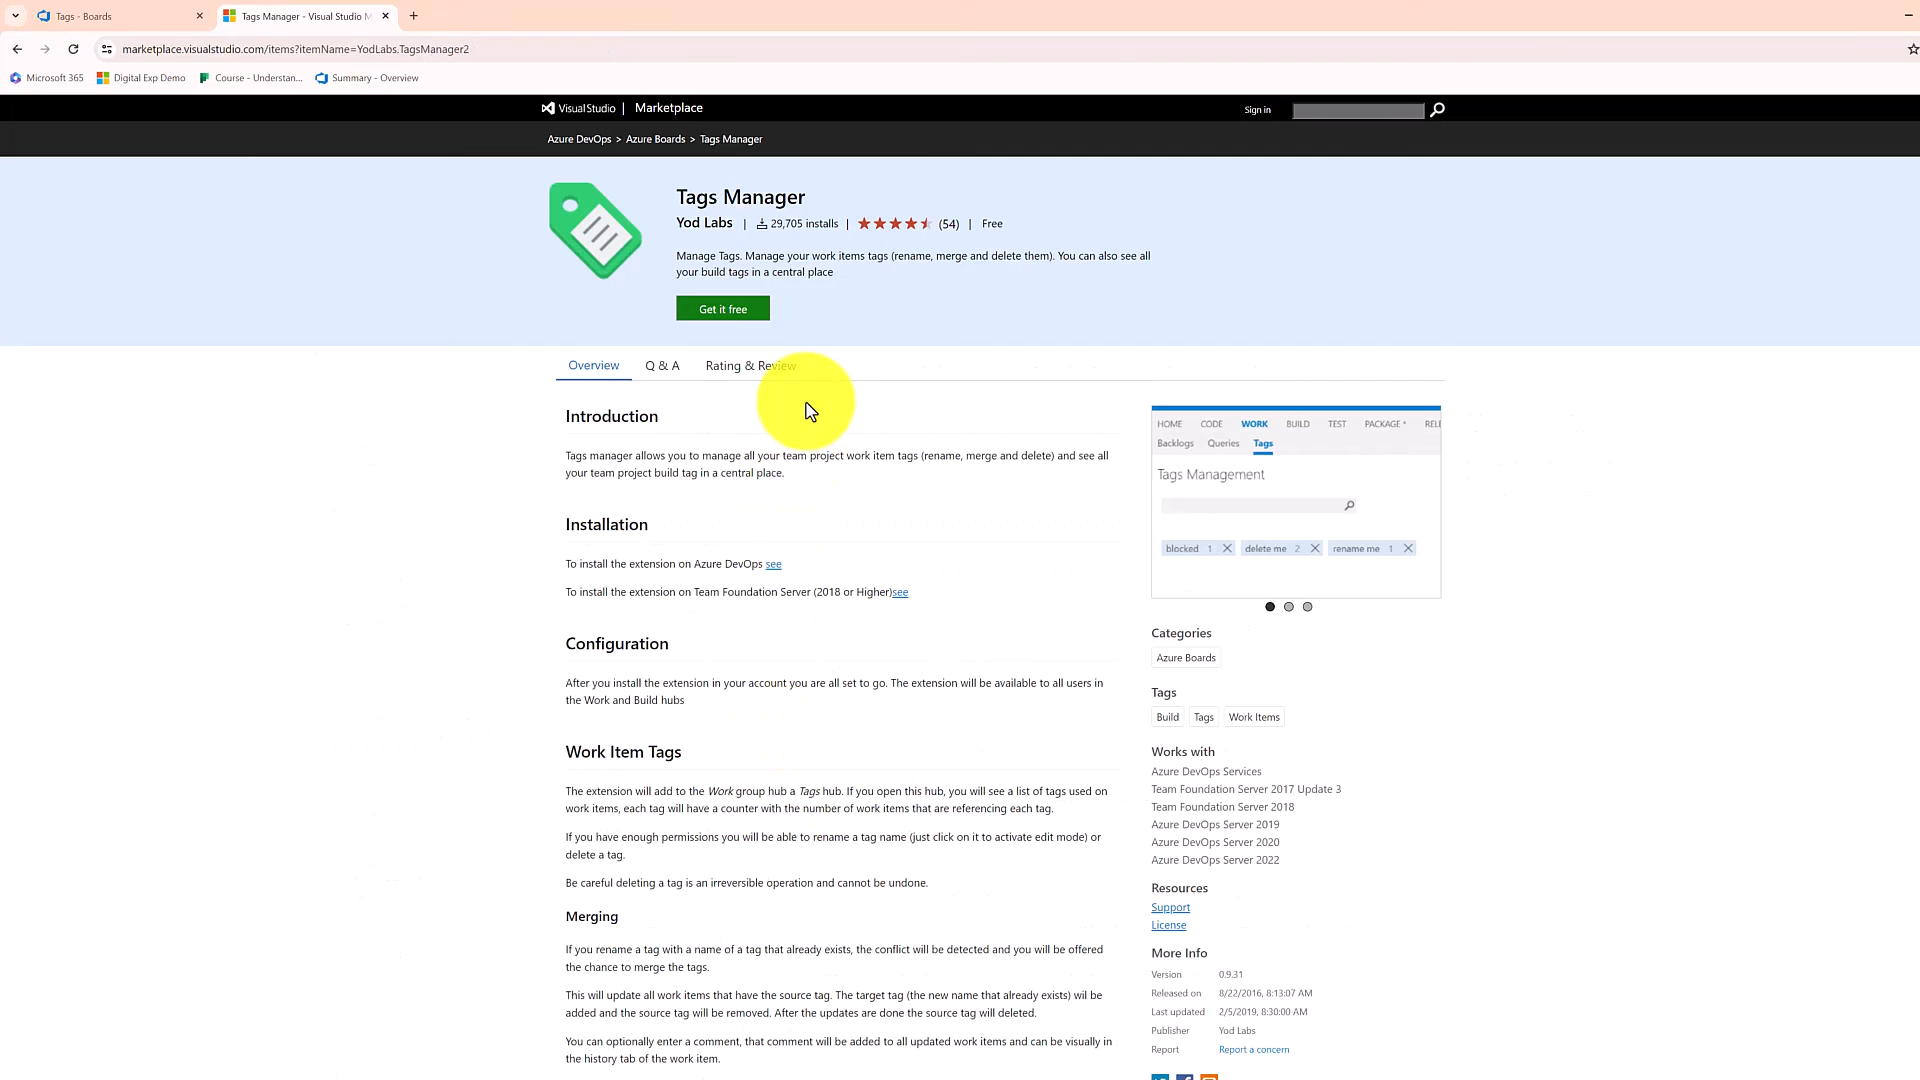 Tags - Boards
Tags Manager - Visual Studio M
marketplace.visualstudio.com/items?itemName=YodLabs.TagsManager2
Microsoft 365
Digital Exp Demo
Course - Understan...
Summary - Overview
Visual Studio | Marketplace
Sign in
Azure DevOps > Azure Boards > Tags Manager
Tags Manager
Yod Labs | 29,705 installs | (54) | Free
Manage Tags. Manage your work items tags (rename, merge and delete them). You can also see all
your build tags in a central place
Get it free
Overview
Q & A
Rating & Review
Introduction
Tags manager allows you to manage all your team project work item tags (rename, merge and delete) and see all
your team project build tag in a central place.
Installation
To install the extension on Azure DevOps see
To install the extension on Team Foundation Server (2018 or Higher)see
Configuration
After you install the extension in your account you are all set to go. The extension will be available to all users in
the Work and Build hubs
Work Item Tags
The extension will add to the Work group hub a Tags hub. If you open this hub, you will see a list of tags used on
work items, each tag will have a counter with the number of work items that are referencing each tag.
If you have enough permissions you will be able to rename a tag name (just click on it to activate edit mode) or
delete a tag.
Be careful deleting a tag is an irreversible operation and cannot be undone.
Merging
If you rename a tag with a name of a tag that already exists, the conflict will be detected and you will be offered
the chance to merge the tags.
This will update all work items that have the source tag. The target tag (the new name that already exists) wil be
added and the source tag will be removed. After the updates are done the source tag will deleted.
You can optionally enter a comment, that comment will be added to all updated work items and can be visually in
the history tab of the work item.
HOME CODE WORK BUILD TEST PACKAGE * REL
Backlogs Queries Tags
Tags Management
blocked 1 delete me 2 rename me 1
Categories
Azure Boards
Tags
Build Tags Work Items
Works with
Azure DevOps Services
Team Foundation Server 2017 Update 3
Team Foundation Server 2018
Azure DevOps Server 2019
Azure DevOps Server 2020
Azure DevOps Server 2022
Resources
Support
License
More Info
Version 0.9.31
Released on 8/22/2016, 8:13:07 AM
Last updated 2/5/2019, 8:30:00 AM
Publisher Yod Labs
Report Report a concern